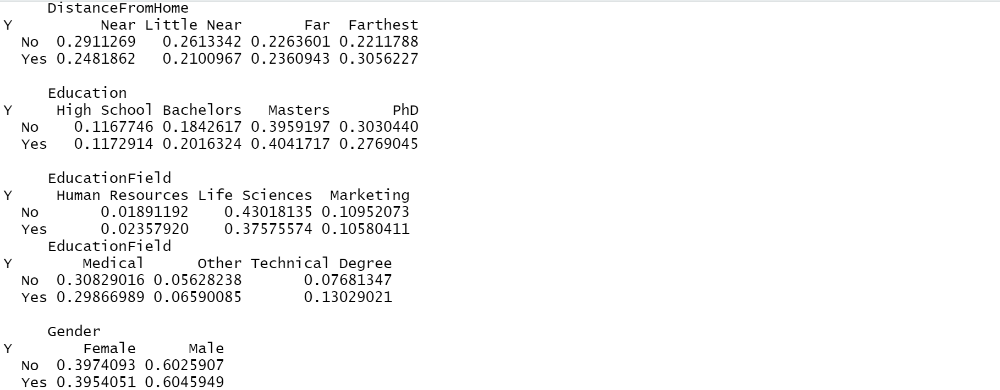 DistanceFromHome
Y Near Little Near Far Farthest
No 0.2911269 0.2613342 0.2263601 0.2211788
Yes 0.2481862 0.2100967 0.2360943 0.3056227
Education
Y High School Bachelors Masters PhD
No 0.1167746 0.1842617 0.3959197 0.3030440
Yes 0.1172914 0.2016324 0.4041717 0.2769045
EducationField
Y Human Resources Life Sciences Marketing
No 0.01891192 0.43018135 0.10952073
Yes 0.02357920 0.37575574 0.10580411
EducationField
Y Medical Other Technical Degree
No 0.30829016 0.05628238 0.07681347
Yes 0.29866989 0.06590085 0.13029021
Gender
Y Female Male
No 0.3974093 0.6025907
Yes 0.3954051 0.6045949